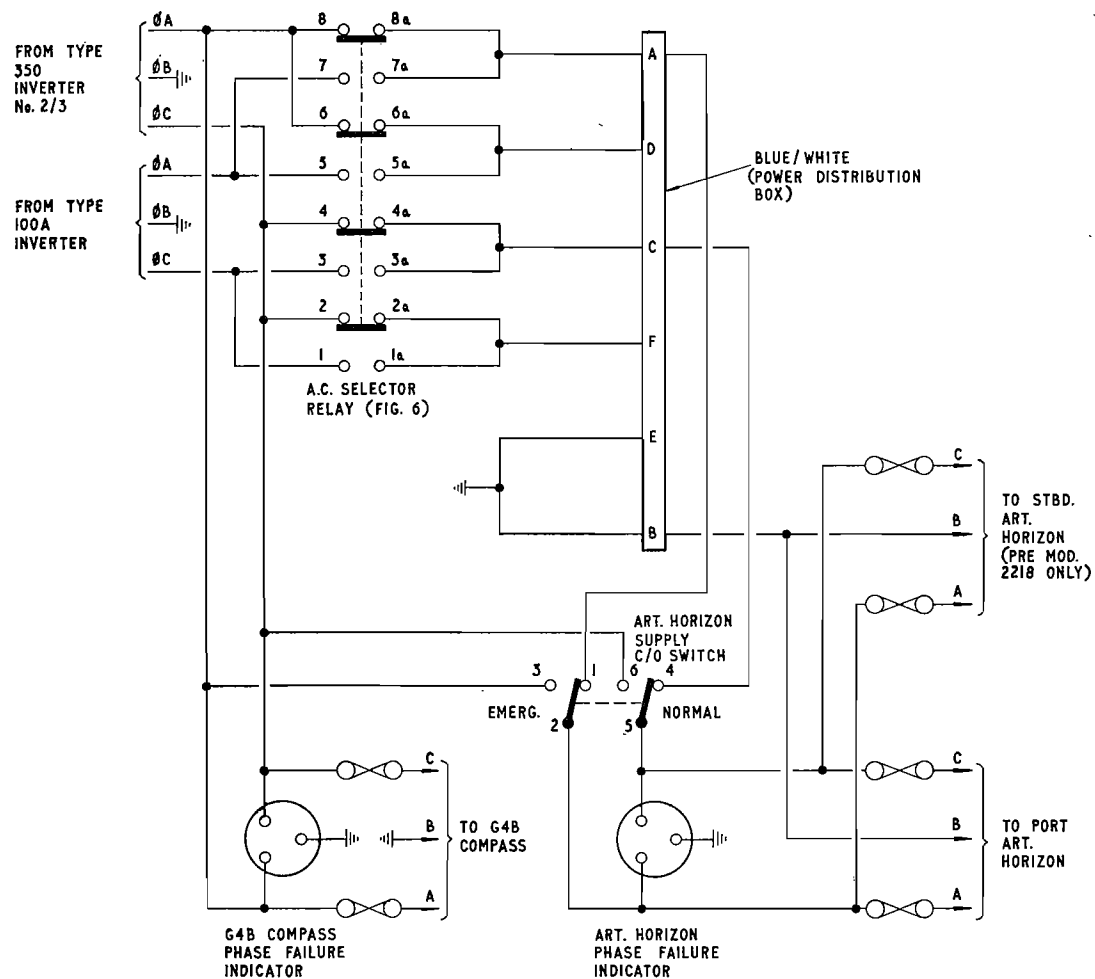 ØA
FROM TYPE
350
INVERTER
No. 2/3
ØB
ØC
ØA
FROM TYPE
100A
INVERTER
ØB
ØC
8 8a
7 7a
6 6a
5 5a
4 4a
3 3a
2 2a
1 1a
A.C. SELECTOR
RELAY (FIG. 6)
A
D
C
F
E
B
BLUE/WHITE
(POWER DISTRIBUTION
BOX)
C
B
A
TO STBD.
ART.
HORIZON
(PRE MOD.
2218 ONLY)
ART. HORIZON
SUPPLY
C/O SWITCH
3 1 6 4
EMERG. NORMAL
2 5
C
B
A
TO G4B
COMPASS
C
B
A
TO PORT
ART.
HORIZON
G4B COMPASS
PHASE FAILURE
INDICATOR
ART. HORIZON
PHASE FAILURE
INDICATOR